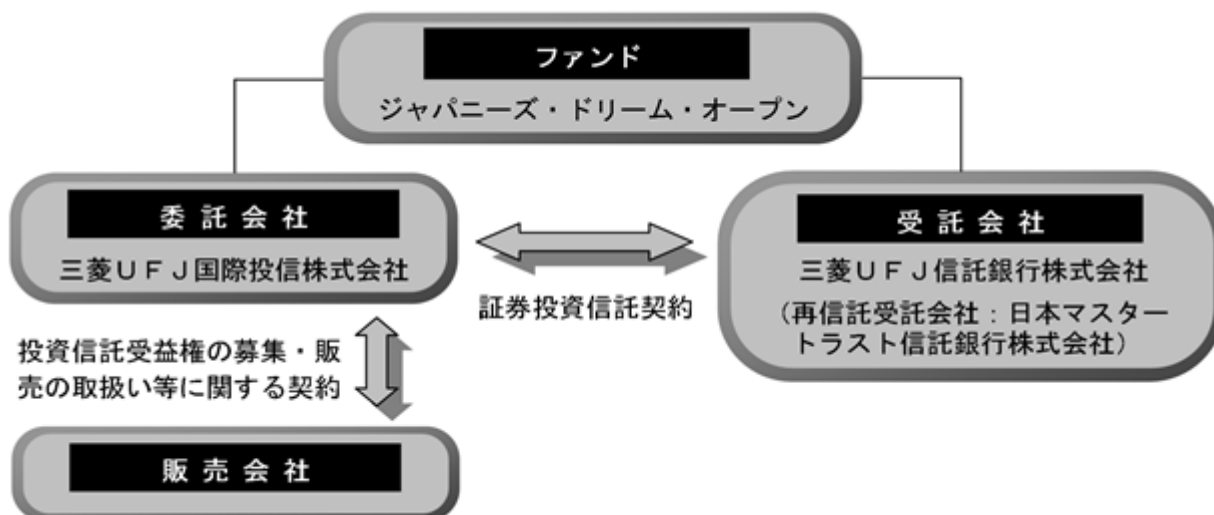 ファンド
ジャパニーズ・ドリーム・オープン
委託会社
三菱ＵＦＪ国際投信株式会社
受託会社
三菱ＵＦＪ信託銀行株式会社
（再信託受託会社：日本マスター
トラスト信託銀行株式会社）
証券投資信託契約
投資信託受益権の募集・販
売の取扱い等に関する契約
販売会社